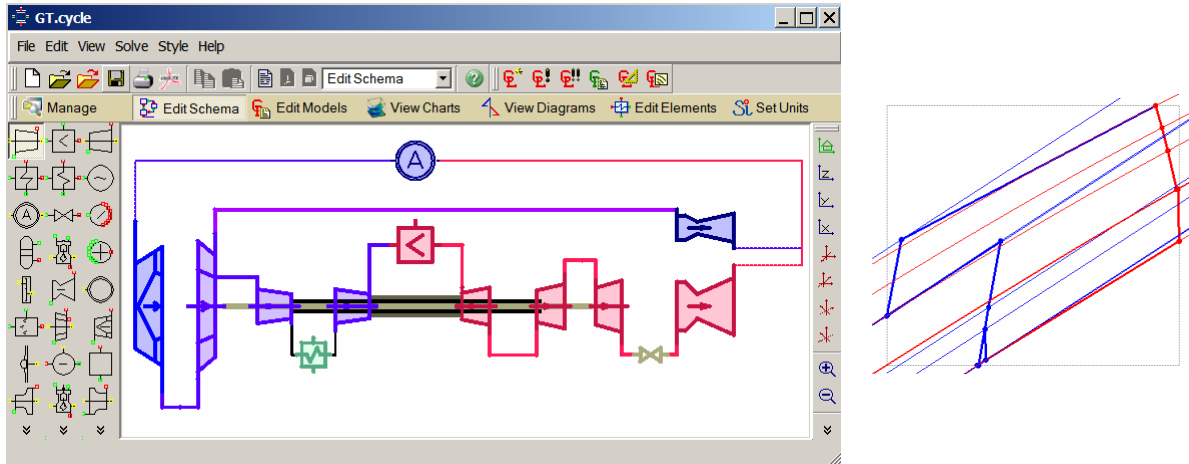 GT.cycle
File Edit View Solve Style Help
Edit Schema
Manage Edit Schema Edit Models View Charts View Diagrams Edit Elements Si Set Units
A
A